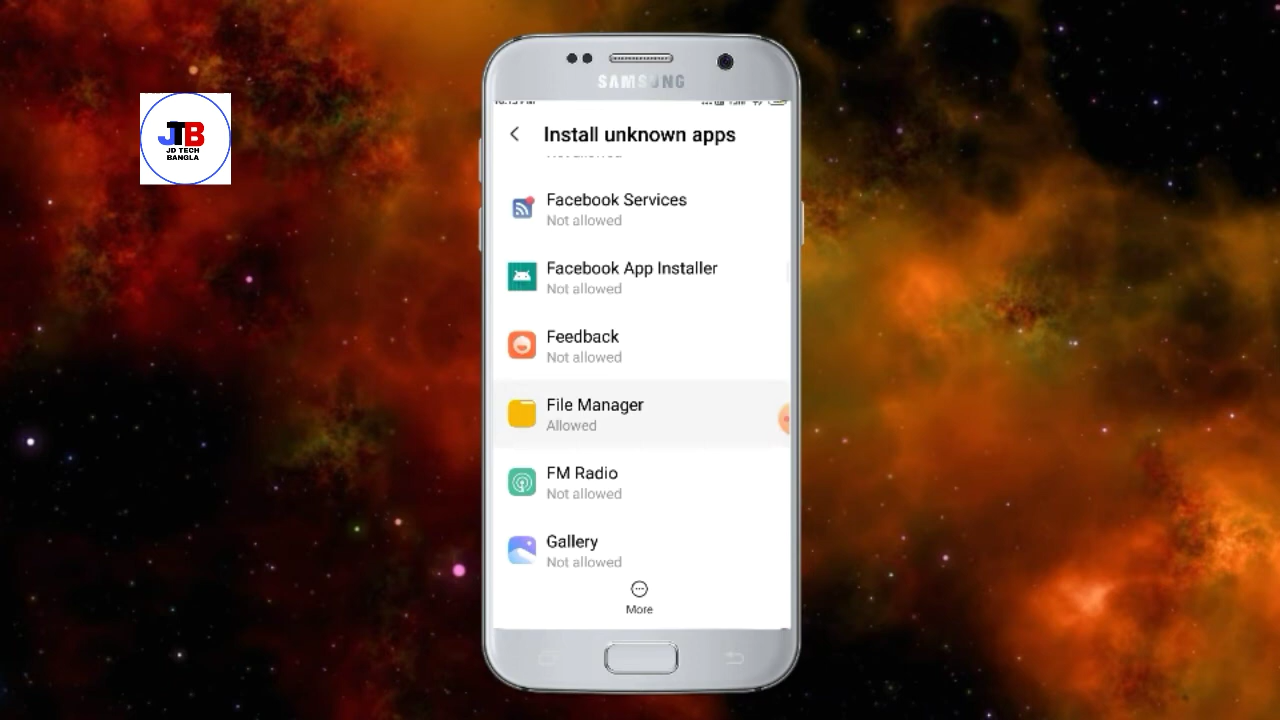 JTB
JD TECH
BANGLA
SAMSUNG
Install unknown apps
Facebook Services
Not allowed
Facebook App Installer
Not allowed
Feedback
Not allowed
File Manager
Allowed
FM Radio
Not allowed
Gallery
Not allowed
More